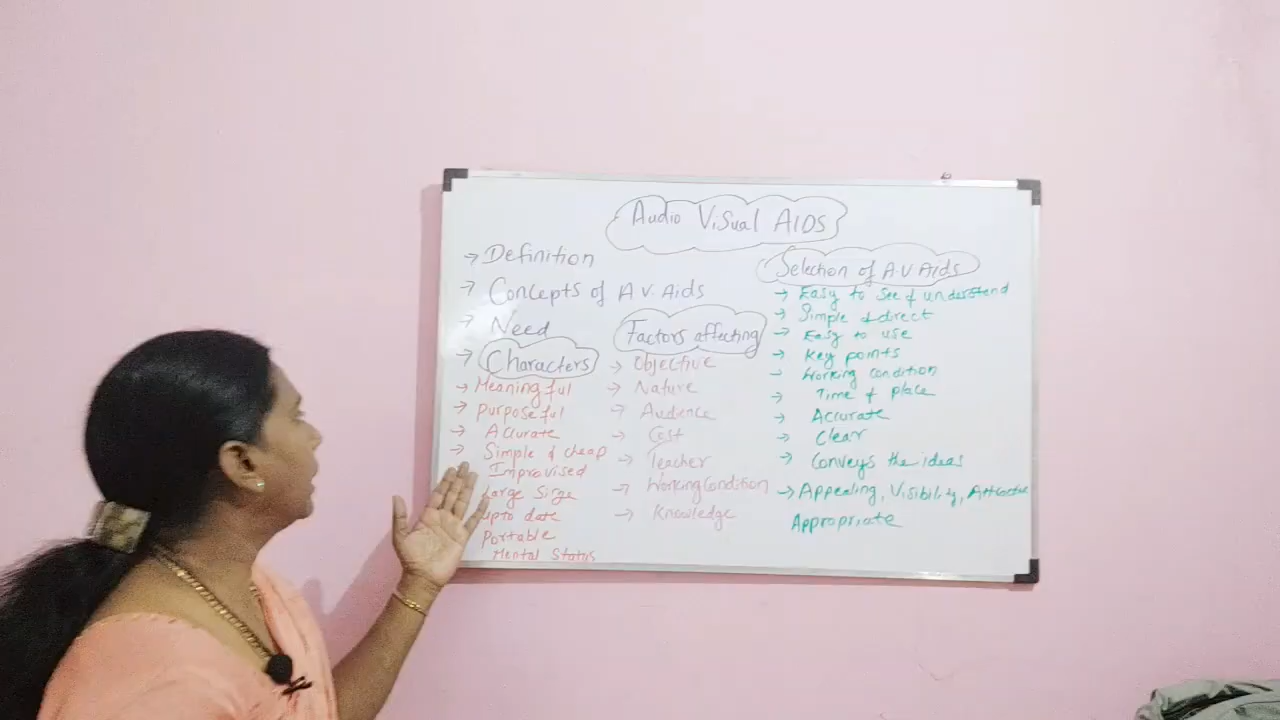 Audio Visual AIDS
→ Definition
→ Concepts of A.V. Aids
→ Need
→ Characters
→ Meaningful
→ Purposeful
→ Accurate
→ Simple & cheap
Improvised
Large Sirge
upto date
Portable
Mental Status
Factors affecting
→ Objective
→ Nature
→ Audience
→ Cost
→ Teacher
→ Working Condition
→ Knowledge
Selection of A.V Aids
→ Easy to see & understand
→ Simple & direct
→ Easy to use
→ Key points
→ Working condition
→ Time & place
→ Accurate
→ Clear
→ Conveys the ideas
→ Appealing, Visibility,
Appropriate